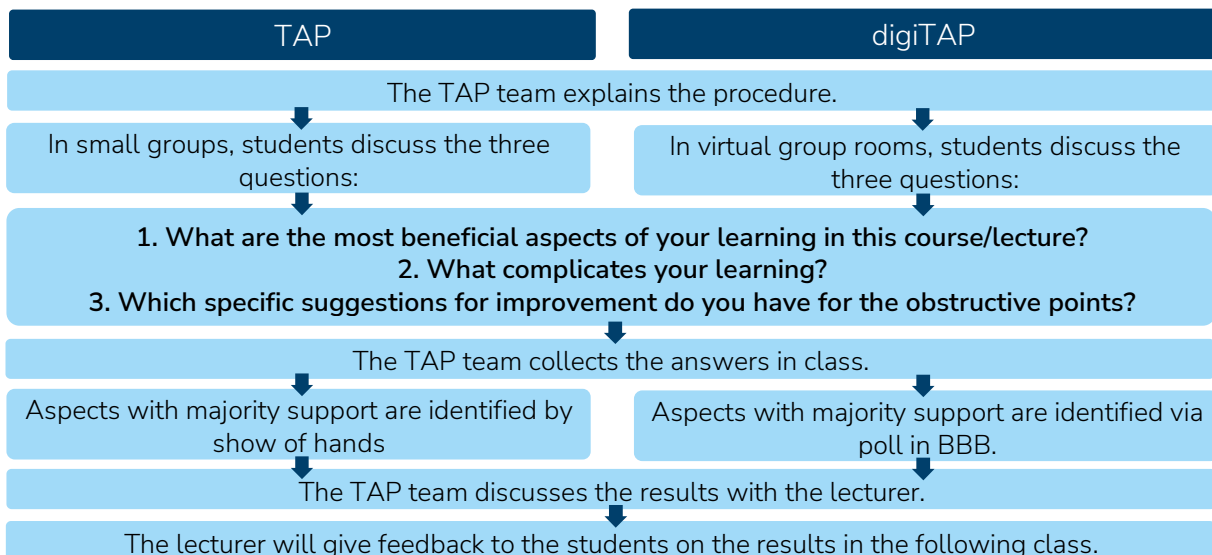 TAP
digiTAP
The TAP team explains the procedure.
In small groups, students discuss the three
questions:
In virtual group rooms, students discuss the
three questions:
1. What are the most beneficial aspects of your learning in this course/lecture?
2. What complicates your learning?
3. Which specific suggestions for improvement do you have for the obstructive points?
The TAP team collects the answers in class.
Aspects with majority support are identified by
show of hands
Aspects with majority support are identified via
poll in BBB.
The TAP team discusses the results with the lecturer.
The lecturer will give feedback to the students on the results in the following class.